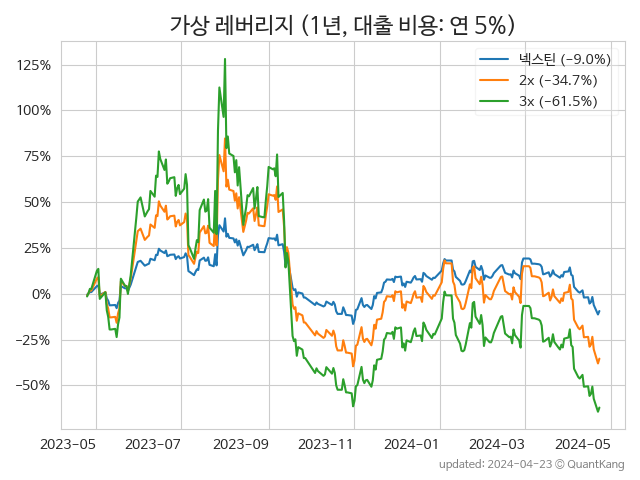 가상 레버리지 (1년, 대출 비용: 연 5%)
넥스틴 (−9.0%)
2x (−34.7%)
3x (−61.5%)
125%
100%
75%
50%
25%
0%
−25%
−50%
2023-05 2023-07 2023-09 2023-11 2024-01 2024-03 2024-05
updated: 2024-04-23 © QuantKang